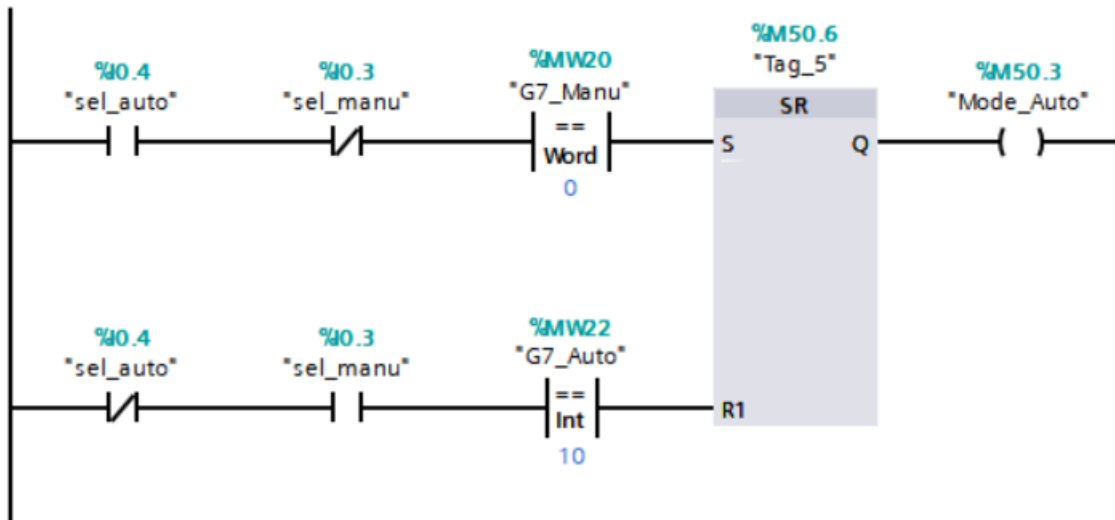 %M50.6
"Tag_5"
%I0.4
"sel_auto"
%I0.3
"sel_manu"
%MW20
"G7_Manu"
==
Word
0
SR
S
Q
%M50.3
"Mode_Auto"
( )
%I0.4
"sel_auto"
%I0.3
"sel_manu"
%MW22
"G7_Auto"
==
Int
10
R1